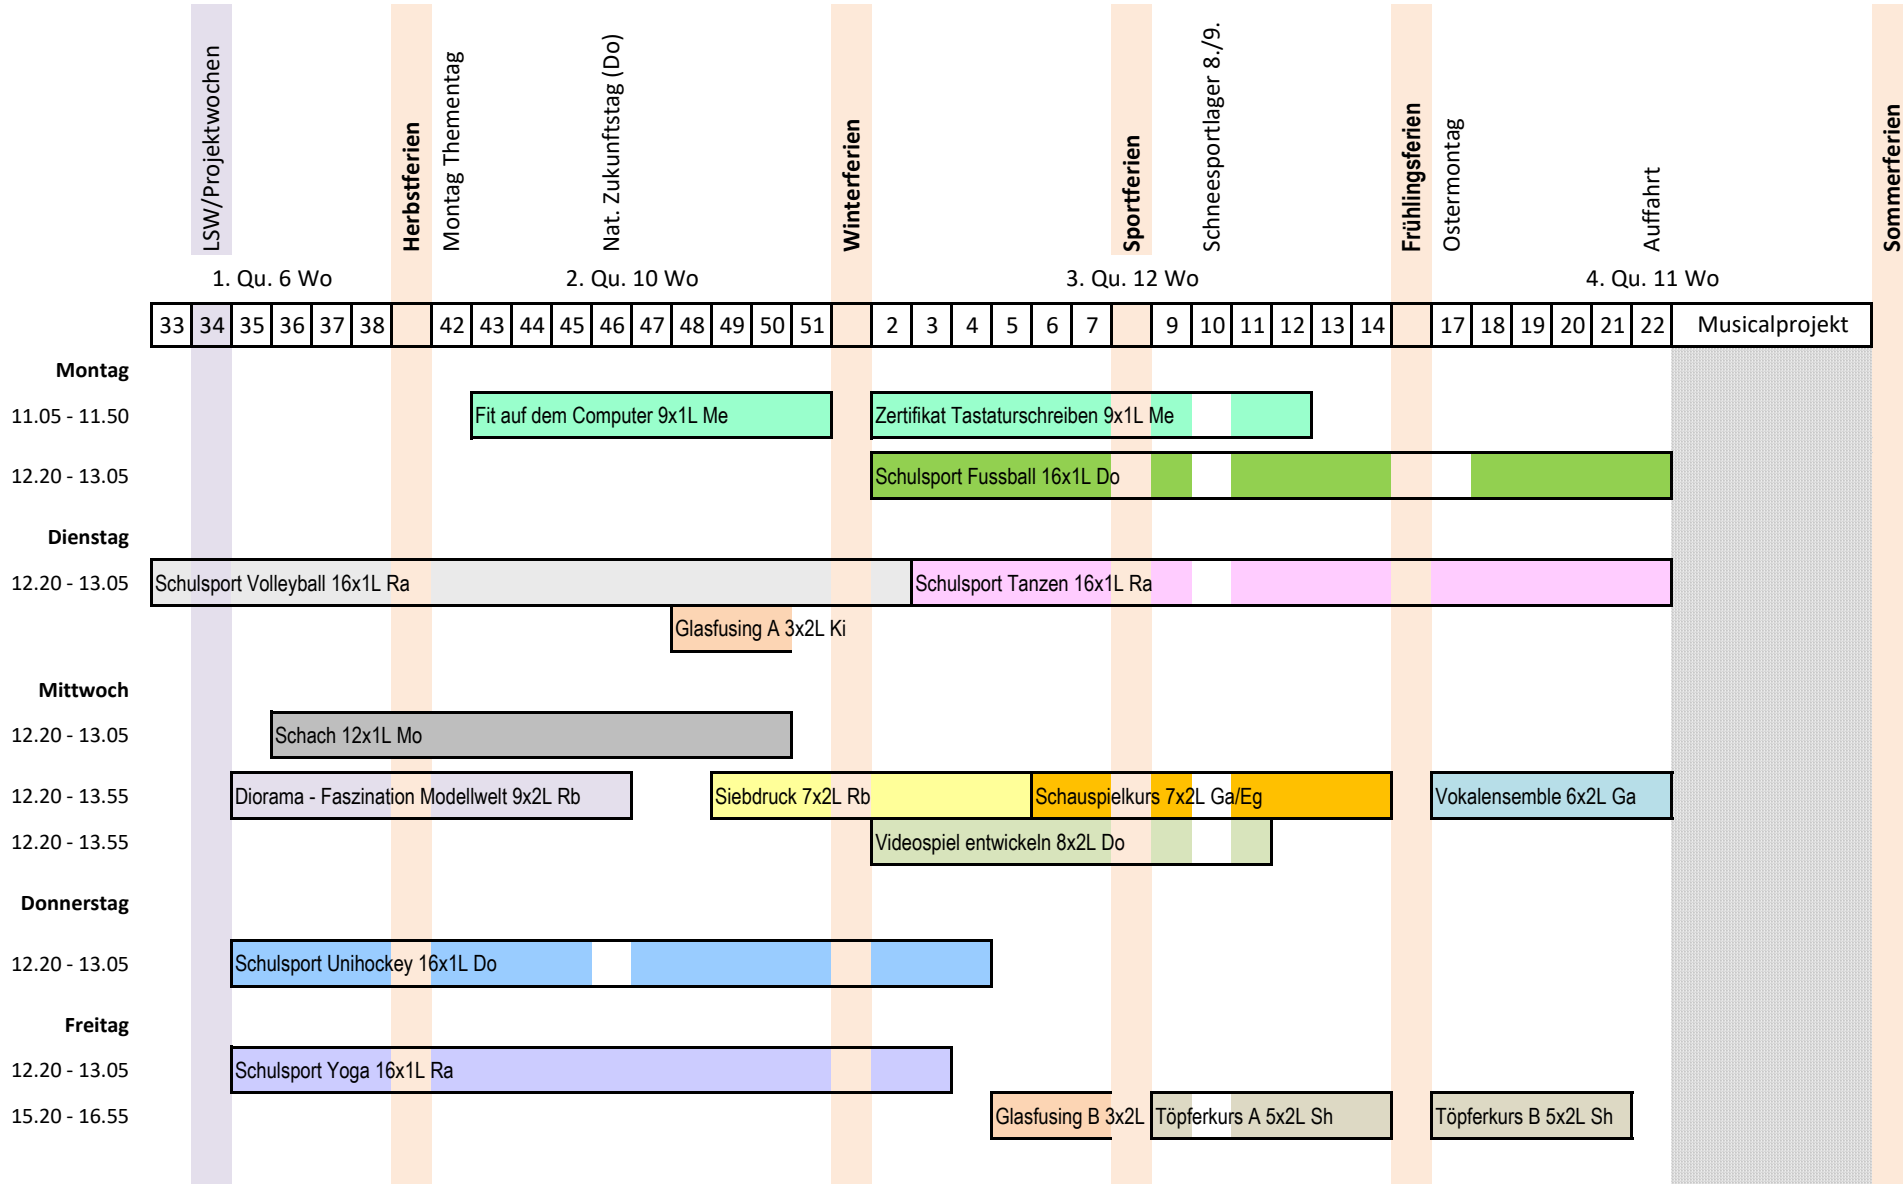 LSW/Projektwochen
Herbstferien
Montag Thementag
Nat. Zukunftstag (Do)
Winterferien
Sportferien
Schneesportlager 8./9.
Frühlingsferien
Ostermontag
Auffahrt
Sommerferien
1. Qu. 6 Wo 2. Qu. 10 Wo 3. Qu. 12 Wo 4. Qu. 11 Wo
33 34 35 36 37 38 42 43 44 45 46 47 48 49 50 51 2 3 4 5 6 7 9 10 11 12 13 14 17 18 19 20 21 22 Musicalprojekt
Montag
11.05 - 11.50 Fit auf dem Computer 9x1L Me Zertifikat Tastaturschreiben 9x1L Me
12.20 - 13.05 Schulsport Fussball 16x1L Do
Dienstag
12.20 - 13.05 Schulsport Volleyball 16x1L Ra Schulsport Tanzen 16x1L Ra
Glasfusing A 3x2L Ki
Mittwoch
12.20 - 13.05 Schach 12x1L Mo
12.20 - 13.55 Diorama - Faszination Modellwelt 9x2L Rb Siebdruck 7x2L Rb Schauspielkurs 7x2L Ga/Eg Vokalensemble 6x2L Ga
12.20 - 13.55 Videospiel entwickeln 8x2L Do
Donnerstag
12.20 - 13.05 Schulsport Unihockey 16x1L Do
Freitag
12.20 - 13.05 Schulsport Yoga 16x1L Ra
15.20 - 16.55 Glasfusing B 3x2L Töpferkurs A 5x2L Sh Töpferkurs B 5x2L Sh